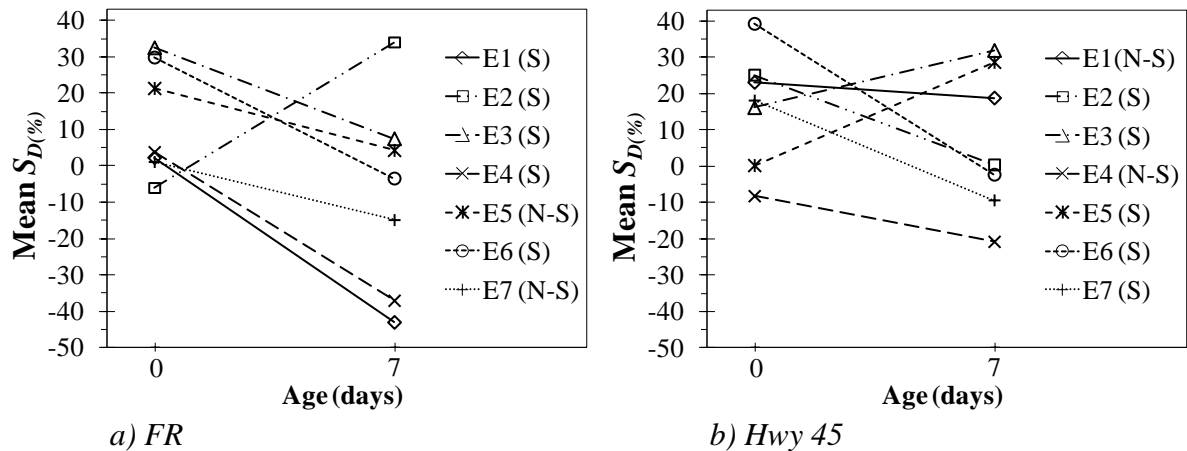 Mean S_D(%)
40
30
20
10
0
-10
-20
-30
-40
-50
0 7
Age (days)
E1 (S)
E2 (S)
E3 (S)
E4 (S)
E5 (N-S)
E6 (S)
E7 (N-S)
a) FR
Mean S_D(%)
40
30
20
10
0
-10
-20
-30
-40
-50
0 7
Age (days)
E1(N-S)
E2 (S)
E3 (S)
E4 (N-S)
E5 (S)
E6 (S)
E7 (S)
b) Hwy 45